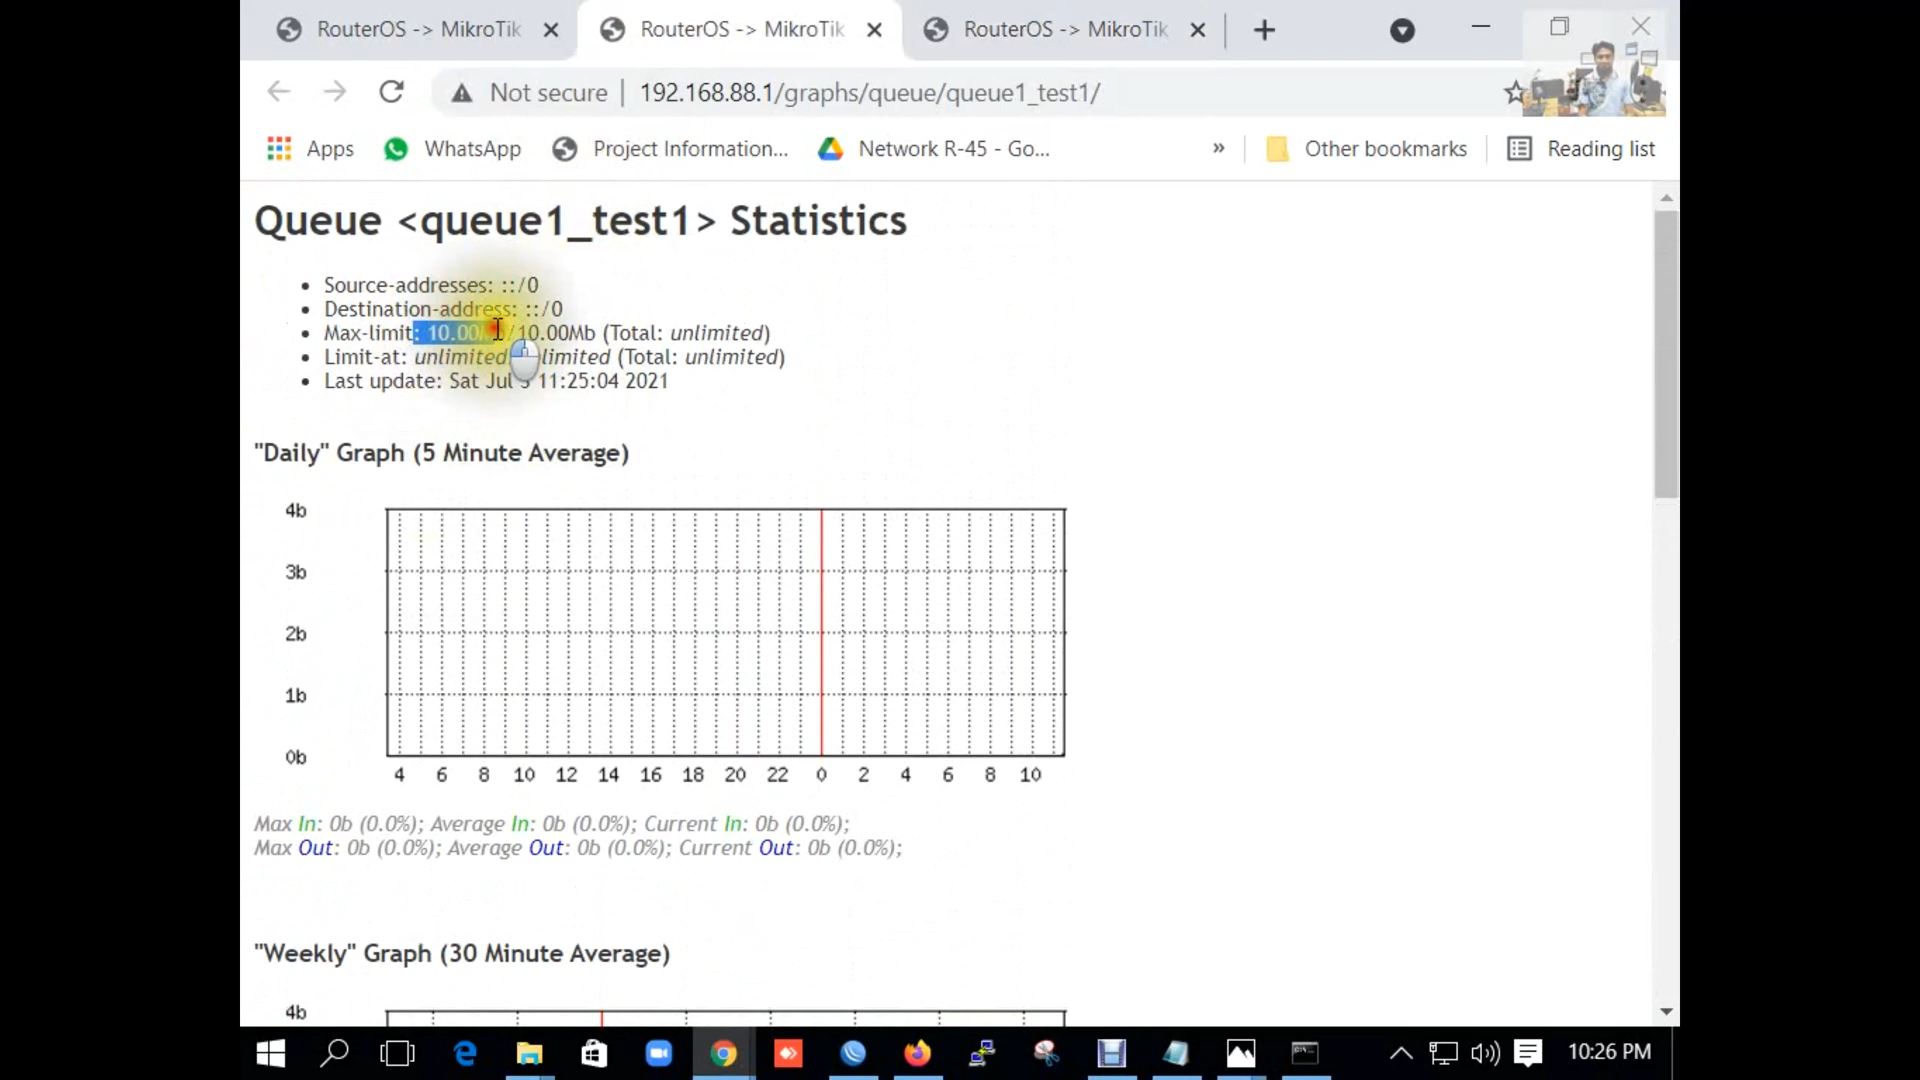 RouterOS -> MikroTik RouterOS -> MikroTik RouterOS -> MikroTik
Not secure | 192.168.88.1/graphs/queue/queue1_test1/
Apps WhatsApp Project Information... Network R-45 - Go... » Other bookmarks Reading list
Queue <queue1_test1> Statistics
• Source-addresses: ::/0
• Destination-address: ::/0
• Max-limit: 10.00Mb/10.00Mb (Total: unlimited)
• Limit-at: unlimited/unlimited (Total: unlimited)
• Last update: Sat Jul 3 11:25:04 2021
"Daily" Graph (5 Minute Average)
4b
3b
2b
1b
0b
4 6 8 10 12 14 16 18 20 22 0 2 4 6 8 10
Max In: 0b (0.0%); Average In: 0b (0.0%); Current In: 0b (0.0%);
Max Out: 0b (0.0%); Average Out: 0b (0.0%); Current Out: 0b (0.0%);
"Weekly" Graph (30 Minute Average)
4b
10:26 PM